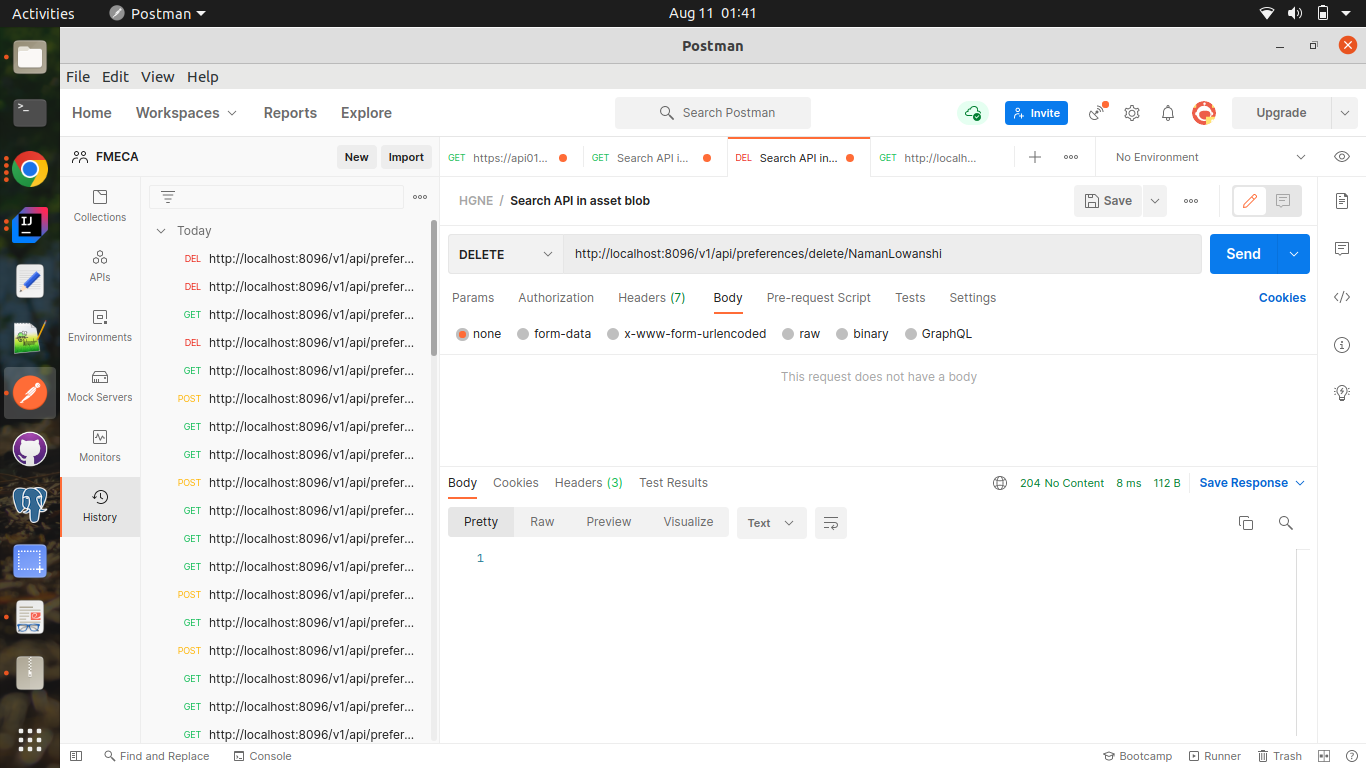 Activities Postman Aug 11 01:41
Postman
File Edit View Help
Home Workspaces Reports Explore Search Postman Invite Upgrade
FMECA New Import
GET https://api01... GET Search API i... DEL Search API in... GET http://localh... No Environment
Collections
APIs
Environments
Mock Servers
Monitors
History
Today
DEL http://localhost:8096/v1/api/prefer...
DEL http://localhost:8096/v1/api/prefer...
GET http://localhost:8096/v1/api/prefer...
DEL http://localhost:8096/v1/api/prefer...
GET http://localhost:8096/v1/api/prefer...
POST http://localhost:8096/v1/api/prefer...
GET http://localhost:8096/v1/api/prefer...
GET http://localhost:8096/v1/api/prefer...
POST http://localhost:8096/v1/api/prefer...
GET http://localhost:8096/v1/api/prefer...
GET http://localhost:8096/v1/api/prefer...
GET http://localhost:8096/v1/api/prefer...
POST http://localhost:8096/v1/api/prefer...
GET http://localhost:8096/v1/api/prefer...
POST http://localhost:8096/v1/api/prefer...
GET http://localhost:8096/v1/api/prefer...
GET http://localhost:8096/v1/api/prefer...
GET http://localhost:8096/v1/api/prefer...
HGNE / Search API in asset blob Save
DELETE http://localhost:8096/v1/api/preferences/delete/NamanLowanshi Send
Params Authorization Headers (7) Body Pre-request Script Tests Settings Cookies
none form-data x-www-form-urlencoded raw binary GraphQL
This request does not have a body
Body Cookies Headers (3) Test Results 204 No Content 8 ms 112 B Save Response
Pretty Raw Preview Visualize Text
1
Find and Replace Console Bootcamp Runner Trash